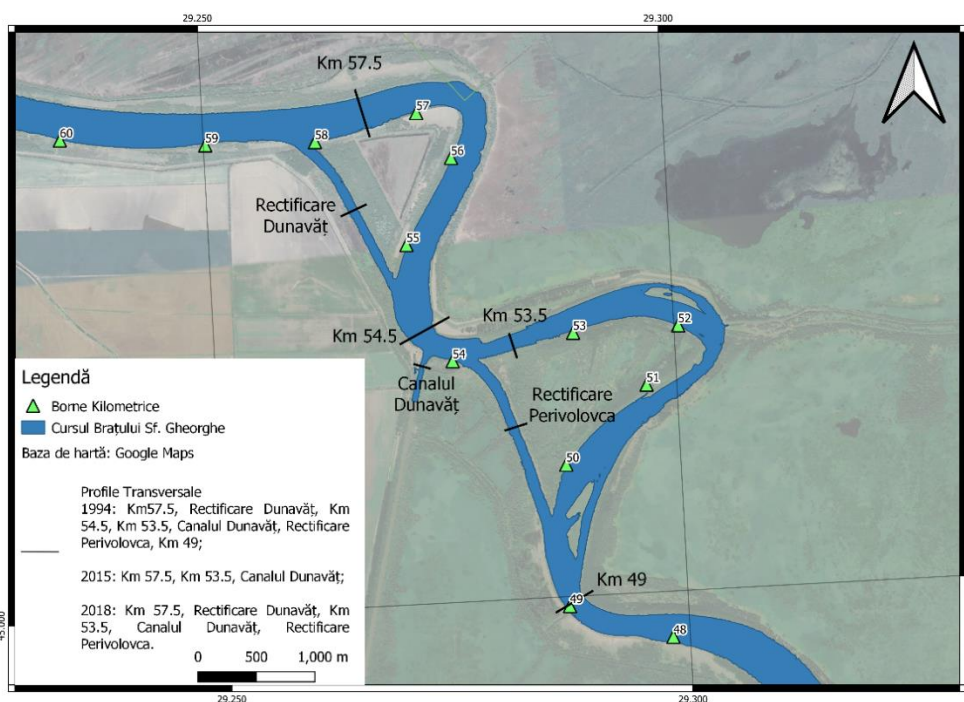 29.250
29.300
Km 57.5
57
60
59
58
56
Rectificare
Dunavăț
55
Km 54.5
Km 53.5
52
53
54
Canalul
Dunavăț
51
Rectificare
Perivolovca
50
Km 49
49
48
Legendă
Borne Kilometrice
Cursul Brațului Sf. Gheorghe
Baza de hartă: Google Maps
Profile Transversale
1994: Km57.5, Rectificare Dunavăț, Km
54.5, Km 53.5, Canalul Dunavăț, Rectificare
Perivolovca, Km 49;
2015: Km 57.5, Km 53.5, Canalul Dunavăț;
2018: Km 57.5, Rectificare Dunavăț, Km
53.5, Canalul Dunavăț, Rectificare
Perivolovca.
0 500 1,000 m
45.000
29.250
29.300